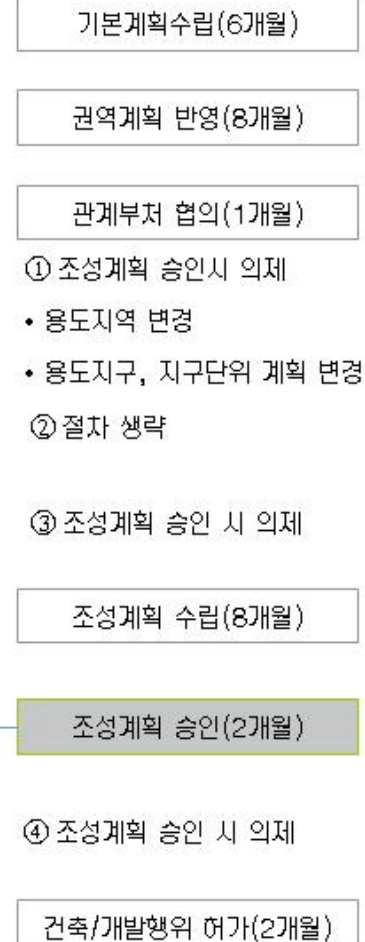 기본계획수립(6개월)
권역계획 반영(8개월)
관계부처 협의(1개월)
① 조성계획 승인시 의제
• 용도지역 변경
• 용도지구, 지구단위 계획 변경
② 절차 생략
③ 조성계획 승인 시 의제
조성계획 수립(8개월)
조성계획 승인(2개월)
④ 조성계획 승인 시 의제
건축/개발행위 허가(2개월)